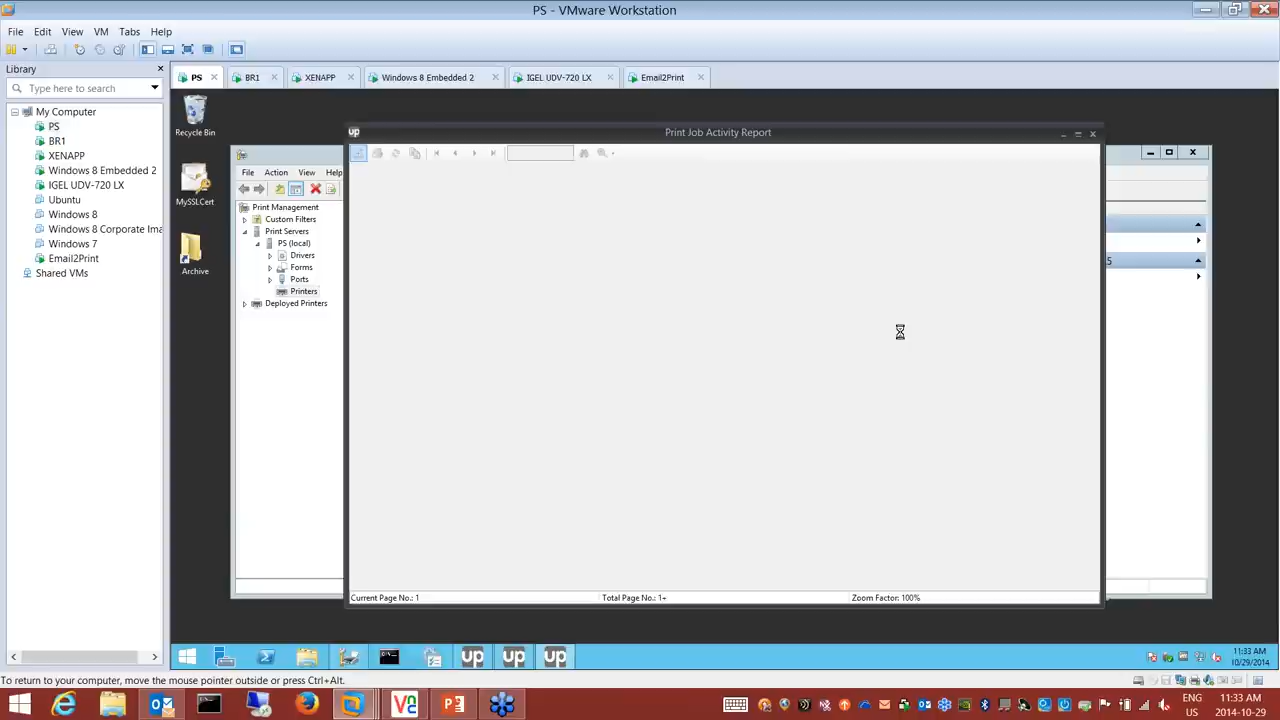 PS - VMware Workstation
File Edit View VM Tabs Help
Library
Type here to search
My Computer
PS
BR1
XENAPP
Windows 8 Embedded 2
IGEL UDV-720 LX
Ubuntu
Windows 8
Windows 8 Corporate Ima
Windows 7
Email2Print
Shared VMs
PS BR1 XENAPP Windows 8 Embedded 2 IGEL UDV-720 LX Email2Print
Recycle Bin
MySSLCert
Archive
File Action View Help
Print Management
Custom Filters
Print Servers
PS (local)
Drivers
Forms
Ports
Printers
Deployed Printers
up Print Job Activity Report
5
Current Page No.: 1 Total Page No.: 1+ Zoom Factor: 100%
up up up
11:33 AM
10/29/2014
To return to your computer, move the mouse pointer outside or press Ctrl+Alt.
ENG
US
11:33 AM
2014-10-29